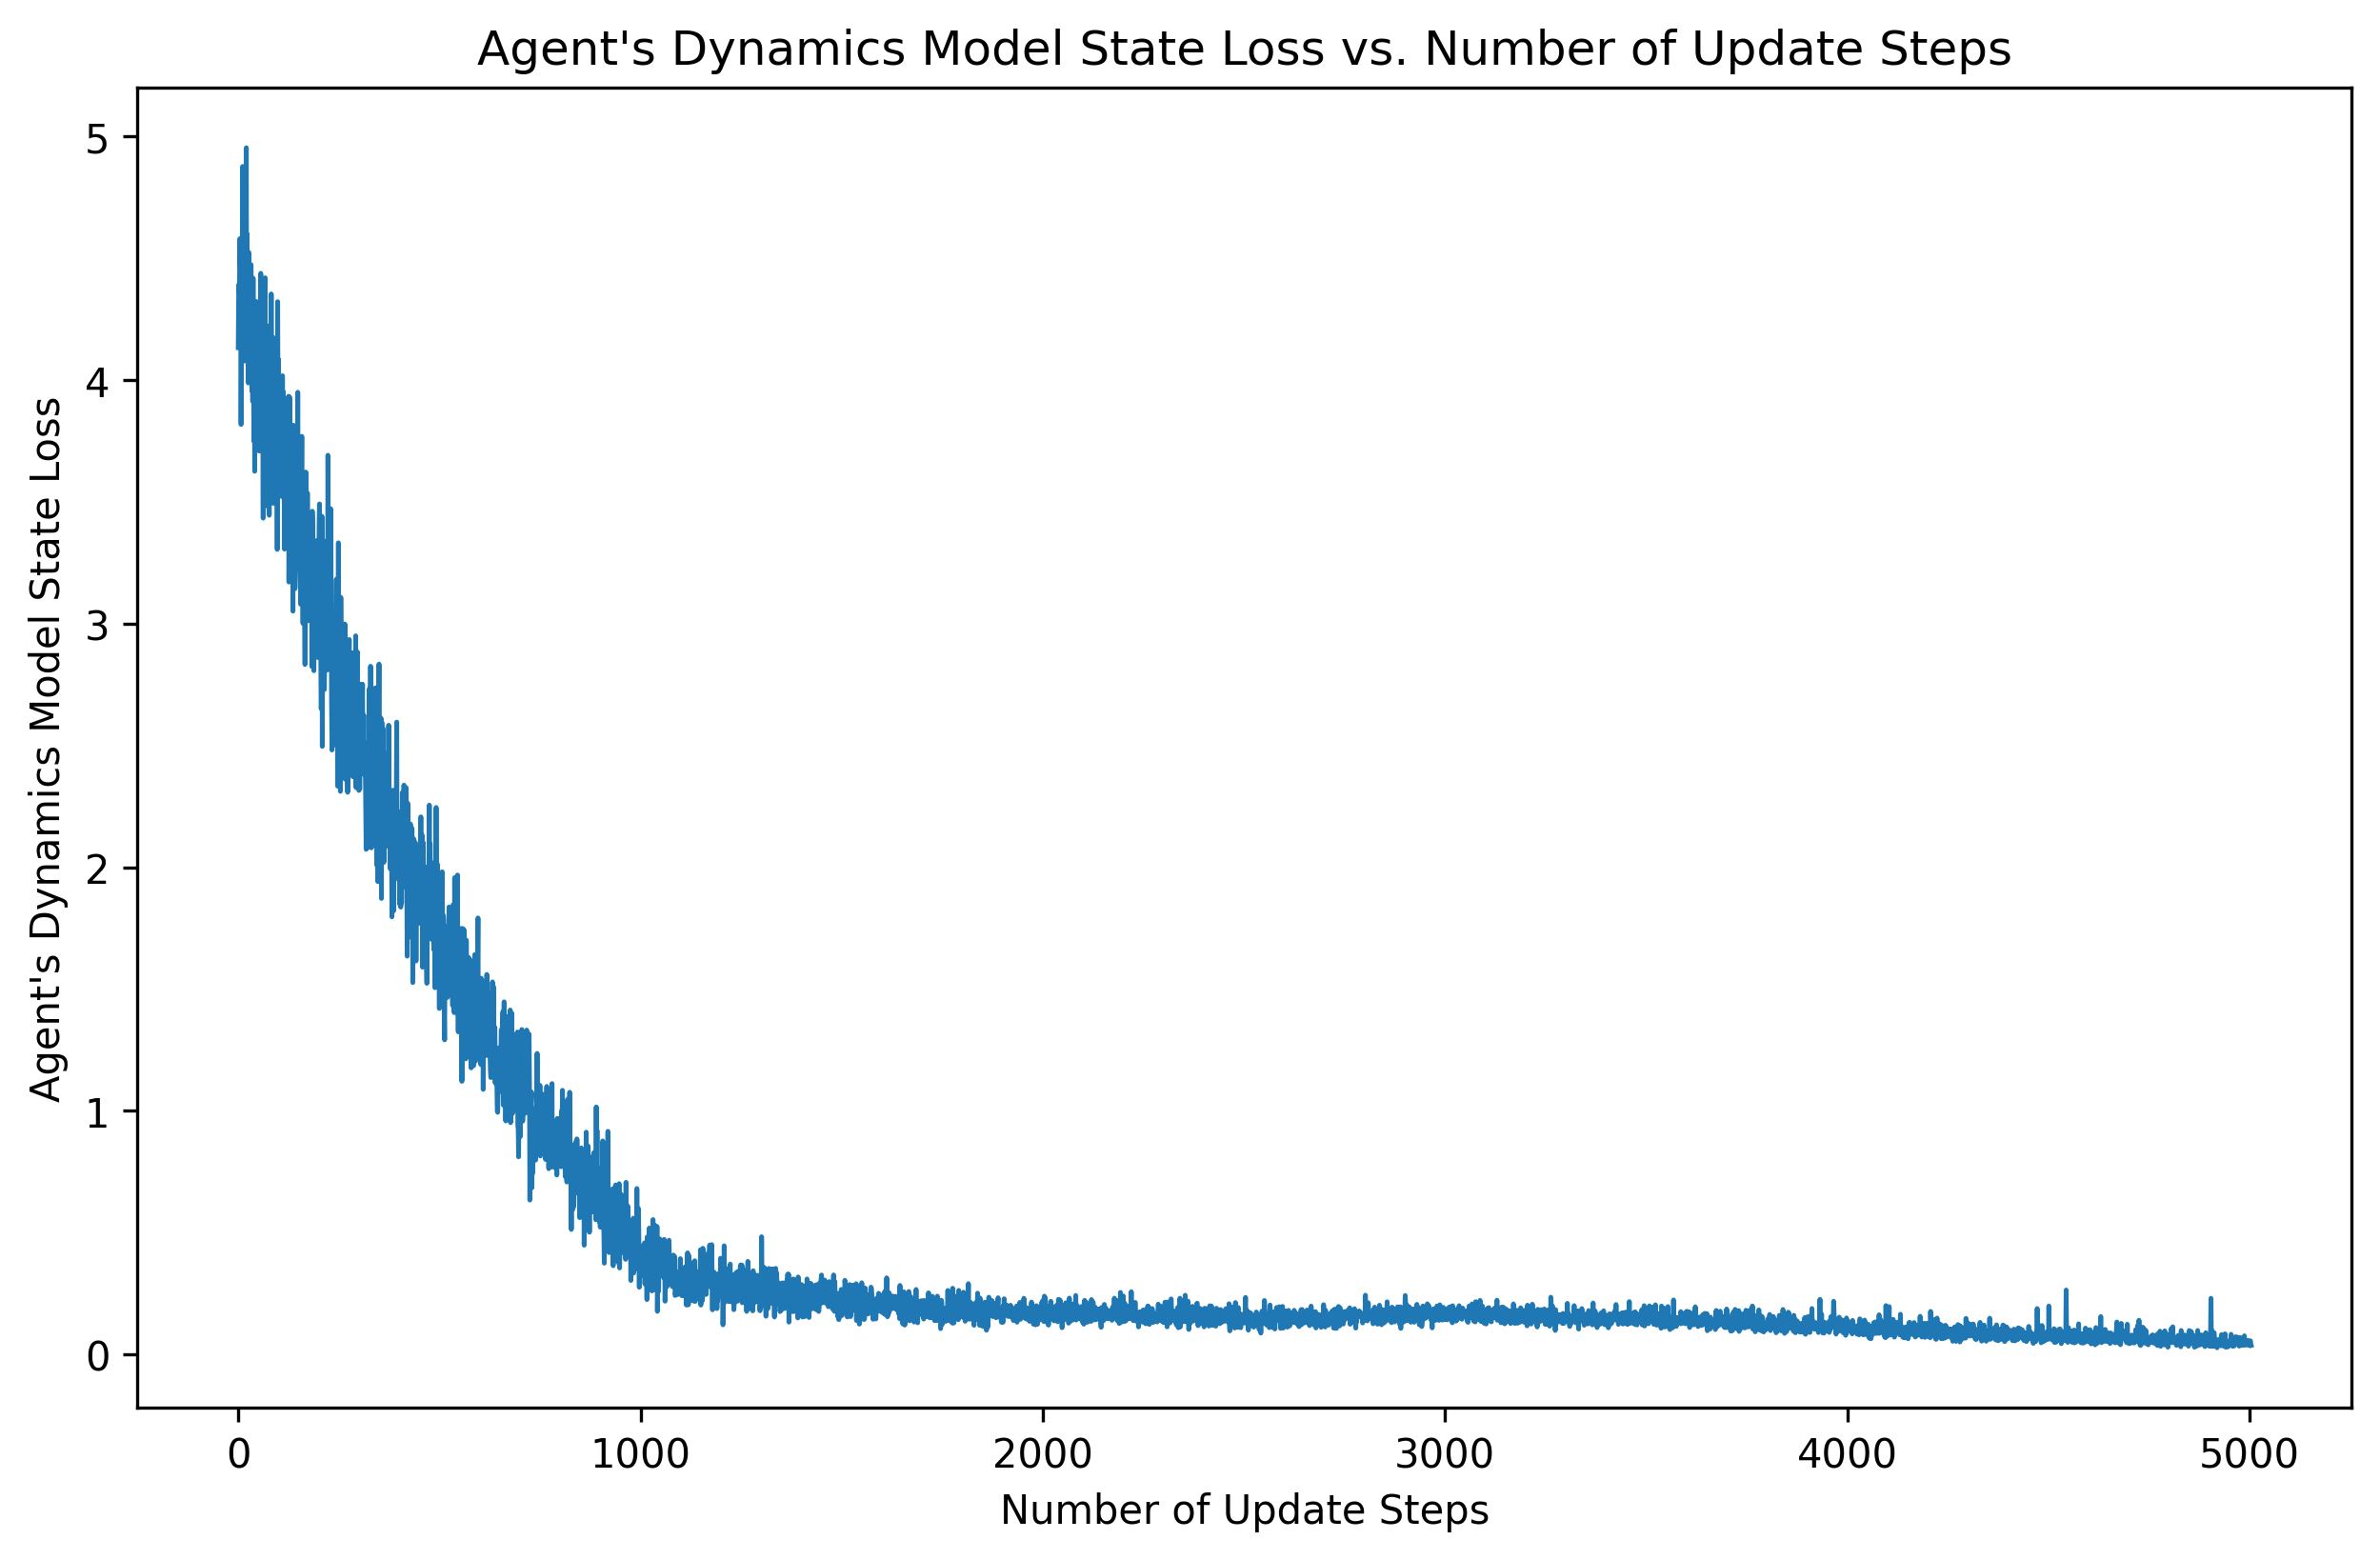 Agent's Dynamics Model State Loss vs. Number of Update Steps
Agent's Dynamics Model State Loss
5
4
3
2
1
0
0 1000 2000 3000 4000 5000
Number of Update Steps